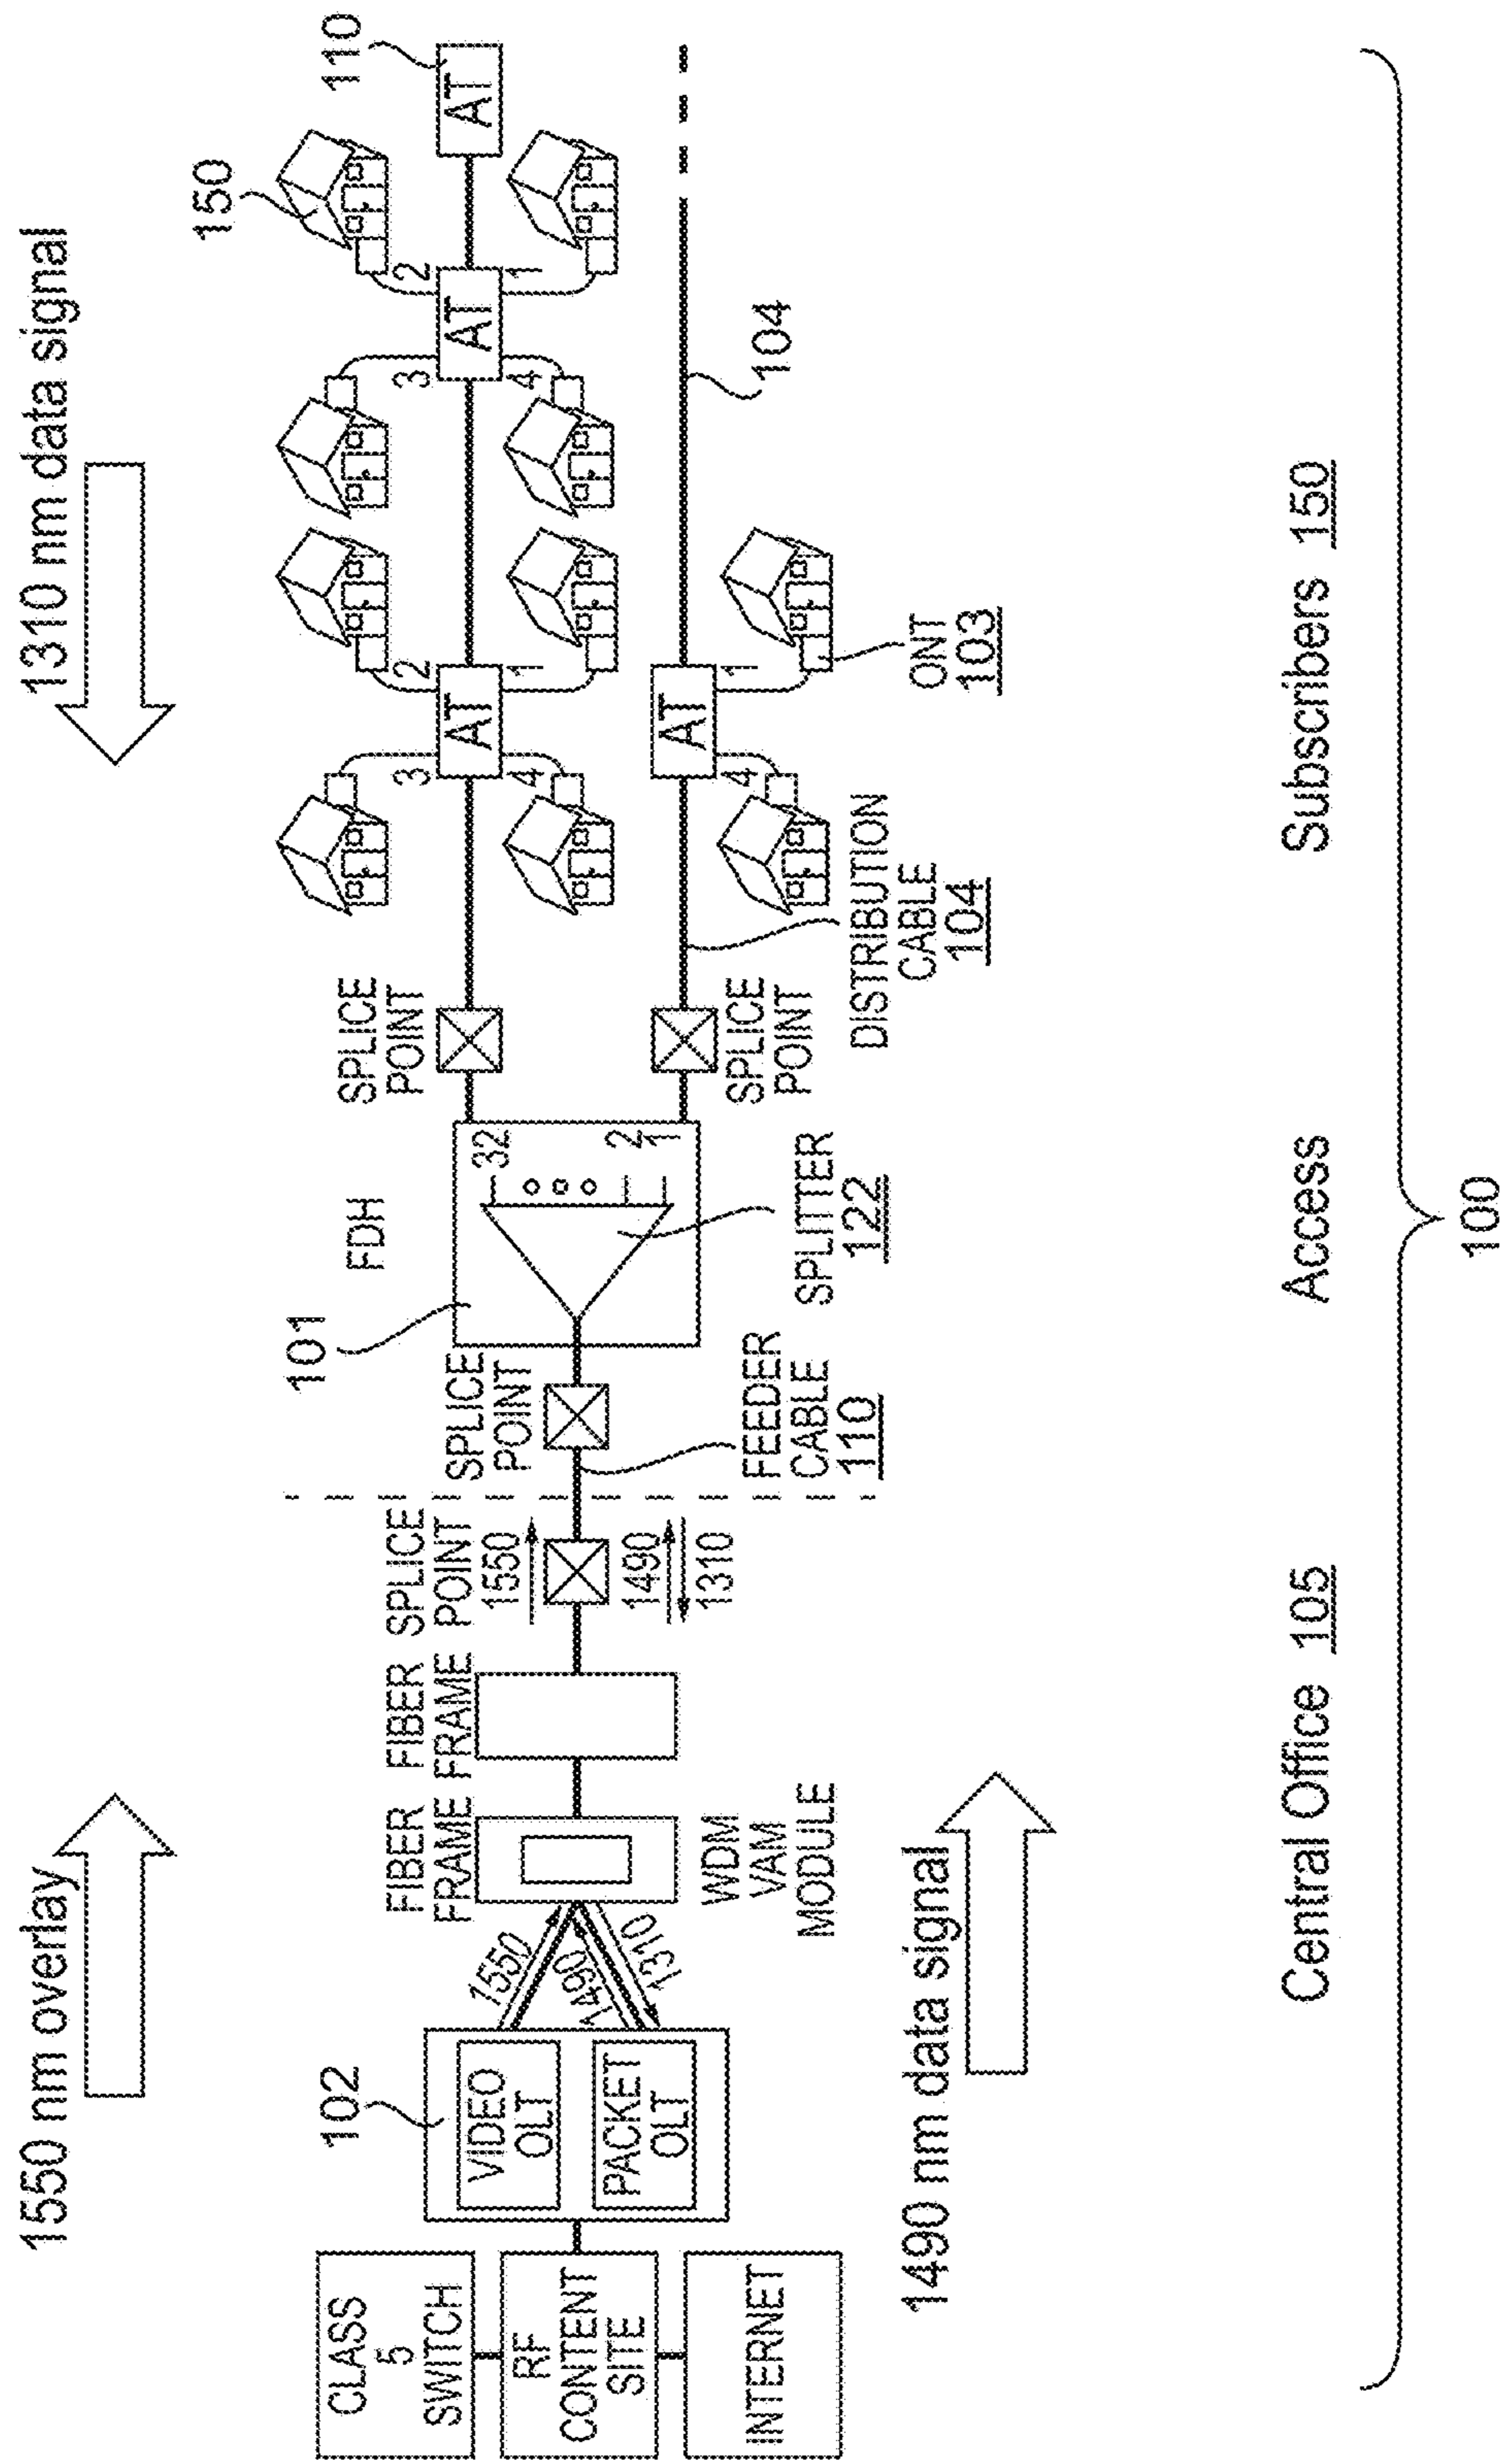 1550 nm overlay
1310 nm data signal
CLASS
5
SWITCH
RF
CONTENT
SITE
INTERNET
102
VIDEO
OLT
PACKET
OLT
1550
1490
1310
FIBER
FRAME
WDM
VAM
MODULE
FIBER
FRAME
SPLICE
POINT
1550
1490
1310
SPLICE
POINT
FEEDER
CABLE
110
101
FDH
32
2
1
SPLITTER
122
SPLICE
POINT
SPLICE
POINT
DISTRIBUTION
CABLE
104
AT
3
2
4
1
AT
4
1
ONT
103
AT
3
2
4
1
104
150
AT
110
1490 nm data signal
Central Office 105
Access
Subscribers 150
100